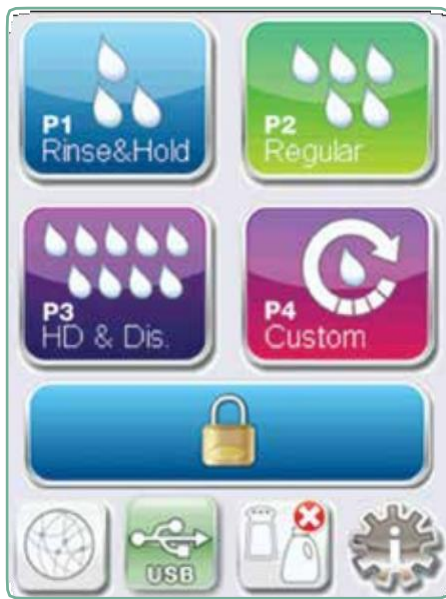 P1
Rinse&Hold
P2
Regular
P3
HD & Dis.
P4
Custom
USB
i